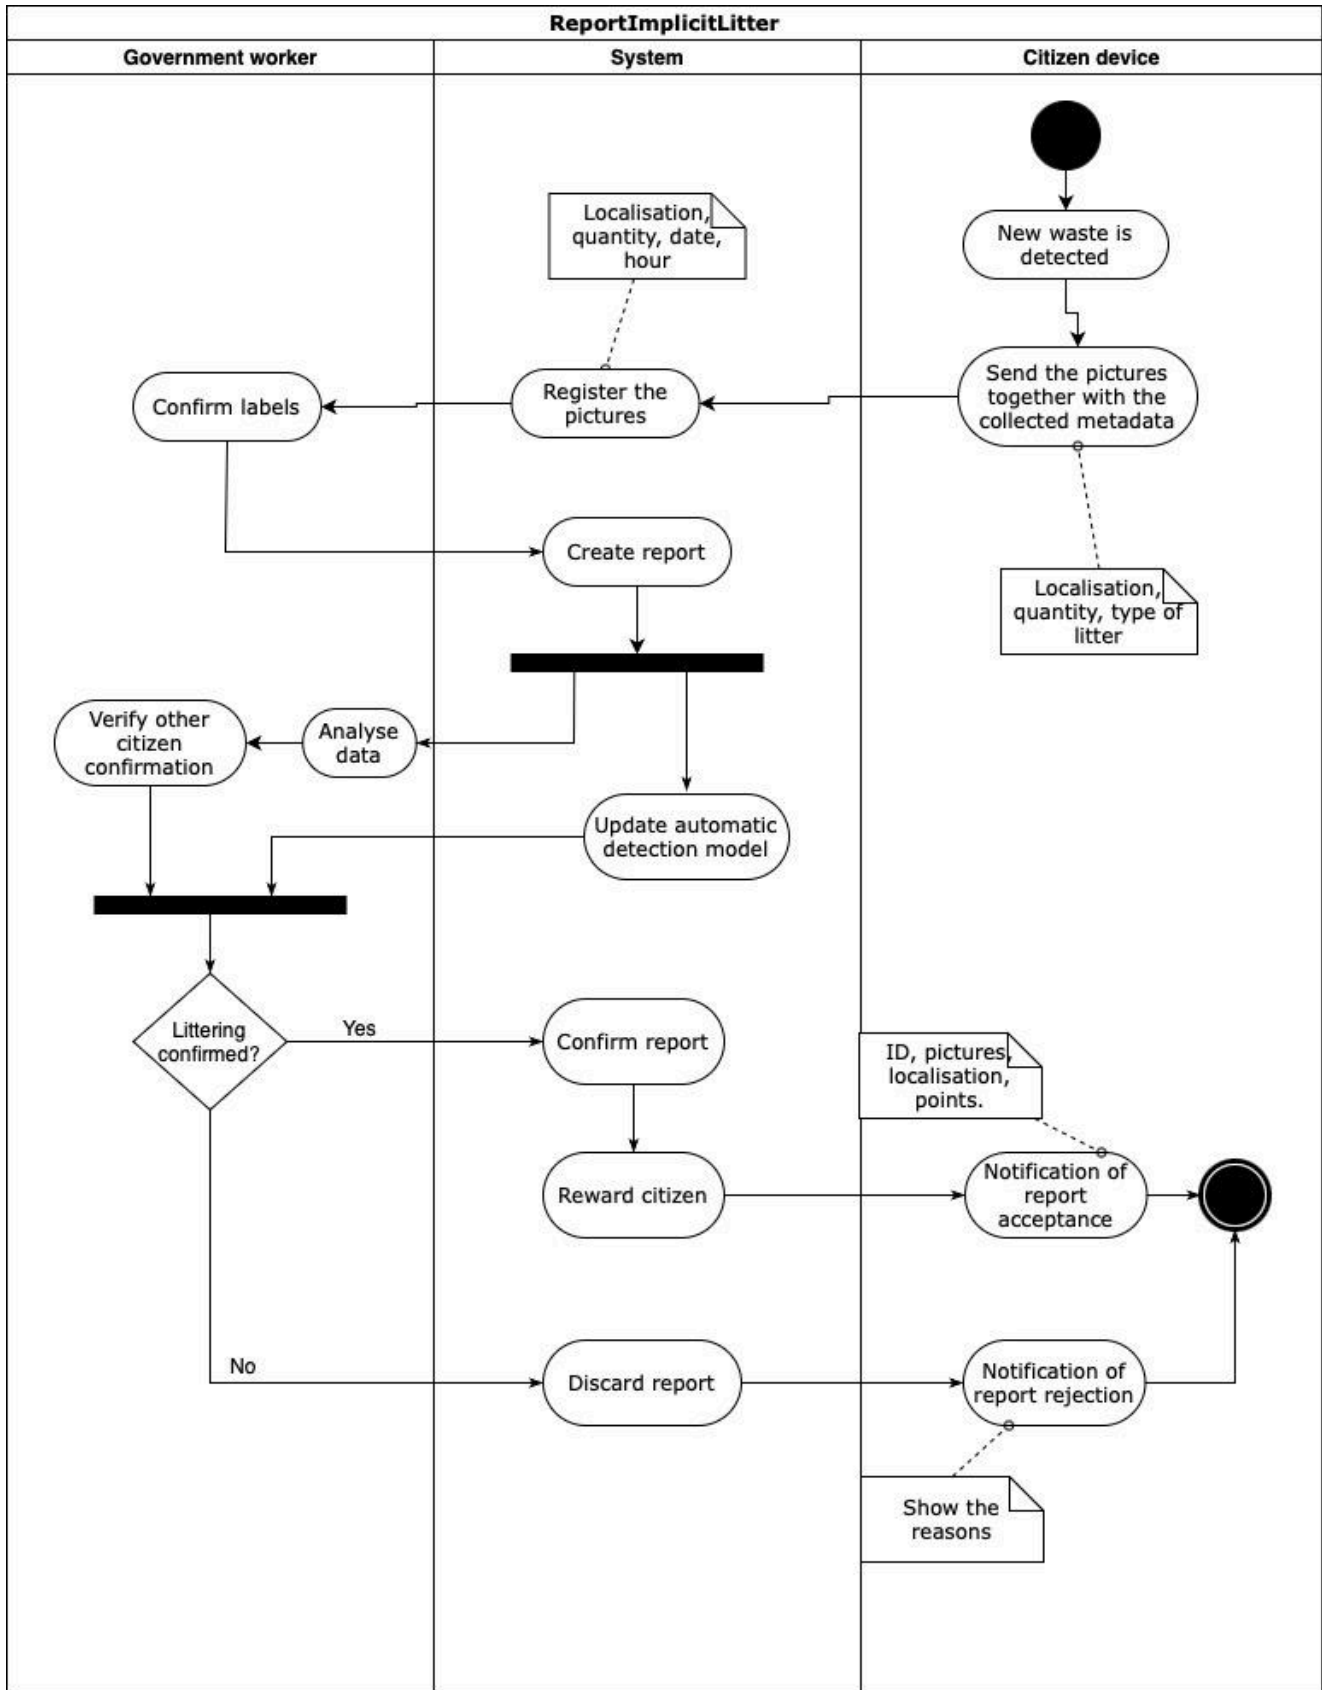 ReportImplicitLitter
Government worker
System
Citizen device
New waste is
detected
Localisation,
quantity, date,
hour
Send the pictures
together with the
collected metadata
Register the
pictures
Confirm labels
Localisation,
quantity, type of
litter
Create report
Analyse
data
Verify other
citizen
confirmation
Update automatic
detection model
Littering
confirmed?
Yes
Confirm report
ID, pictures,
localisation,
points.
Reward citizen
Notification of
report
acceptance
No
Discard report
Notification of
report rejection
Show the
reasons